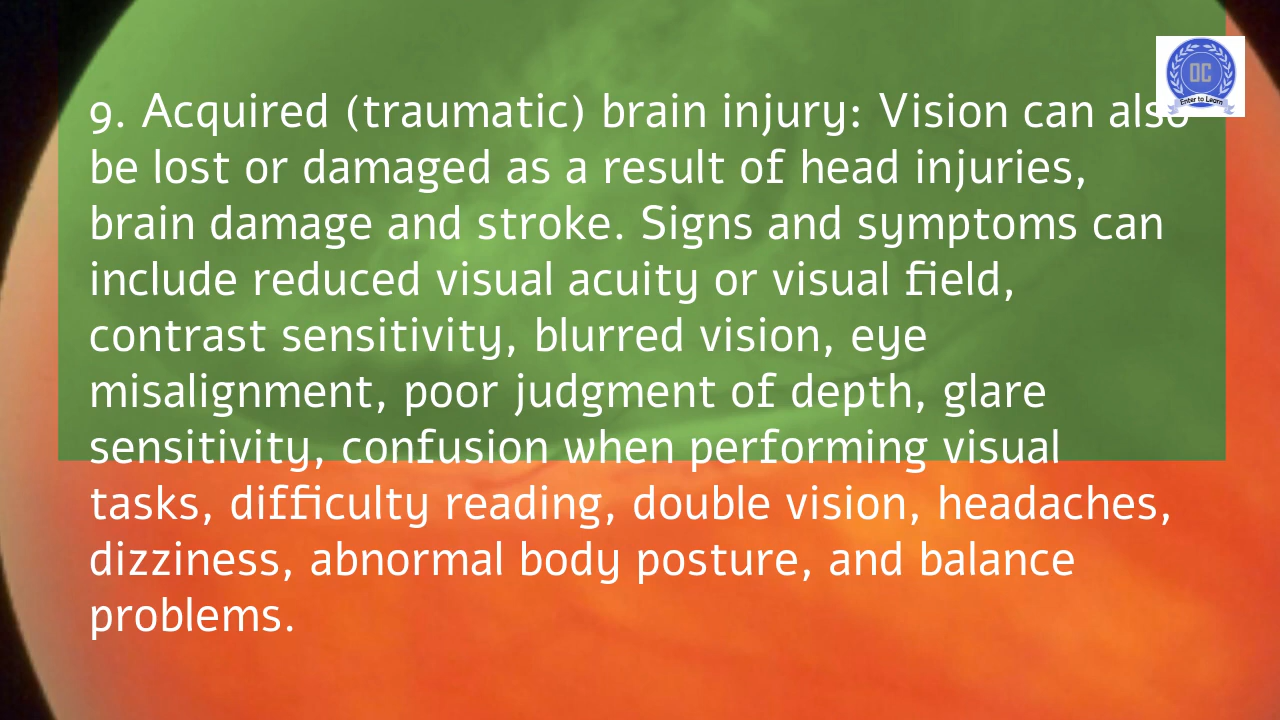 OC
Enter to Learn
9. Acquired (traumatic) brain injury: Vision can also
be lost or damaged as a result of head injuries,
brain damage and stroke. Signs and symptoms can
include reduced visual acuity or visual field,
contrast sensitivity, blurred vision, eye
misalignment, poor judgment of depth, glare
sensitivity, confusion when performing visual
tasks, difficulty reading, double vision, headaches,
dizziness, abnormal body posture, and balance
problems.